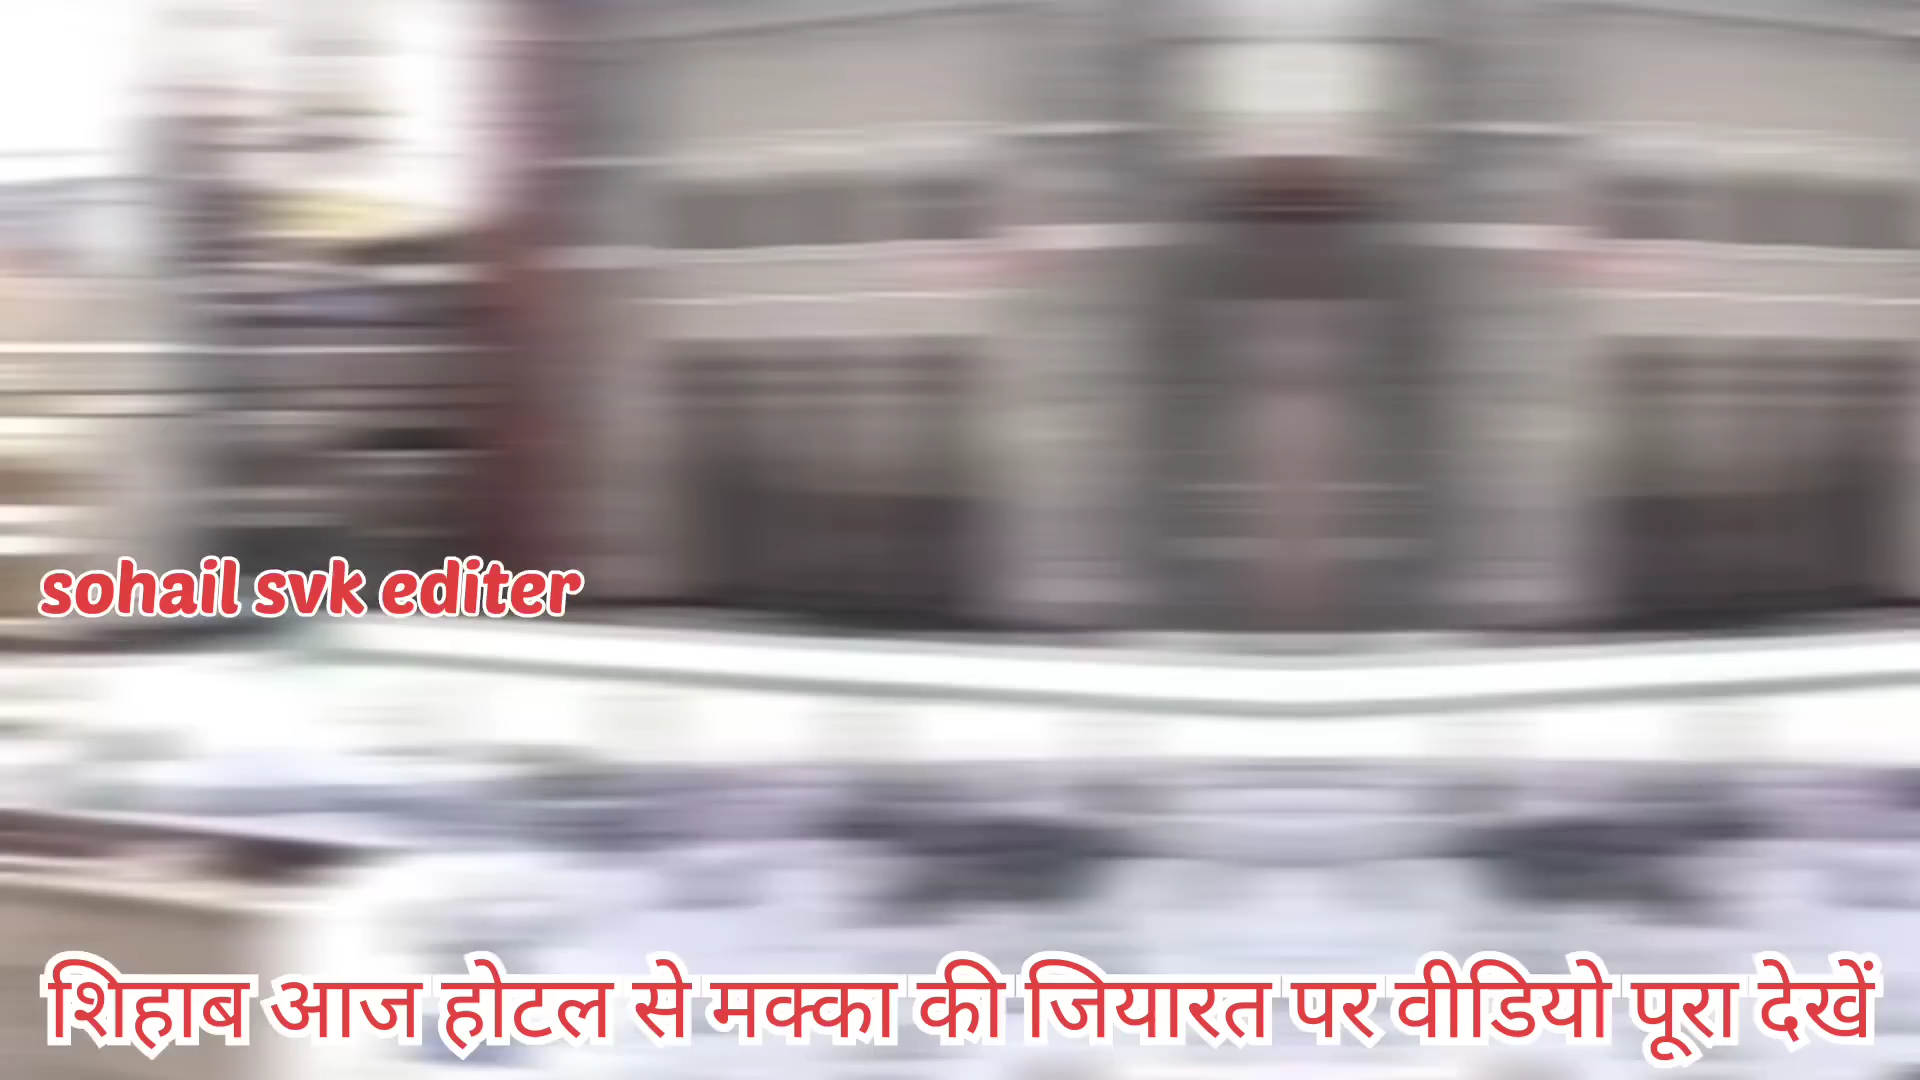 sohail svk editer
शिहाब आज होटल से मक्का की जियारत पर वीडियो पूरा देखें